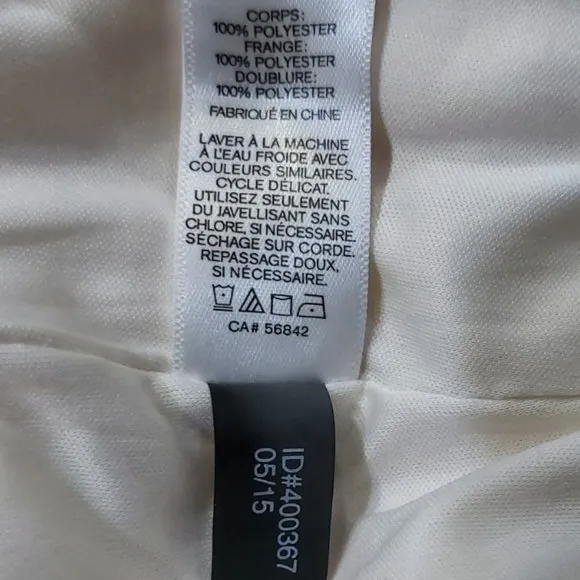 CORPS:
100% POLYESTER
FRANGE:
100% POLYESTER
DOUBLURE:
100% POLYESTER
FABRIQUÉ EN CHINE
LAVER À LA MACHINE
À L'EAU FROIDE AVEC
COULEURS SIMILAIRES.
CYCLE DÉLICAT.
UTILISEZ SEULEMENT
DU JAVELLISANT SANS
CHLORE, SI NÉCESSAIRE.
SÉCHAGE SUR CORDE.
REPASSAGE DOUX,
SI NÉCESSAIRE.
CA# 56842
ID#400367
05/15